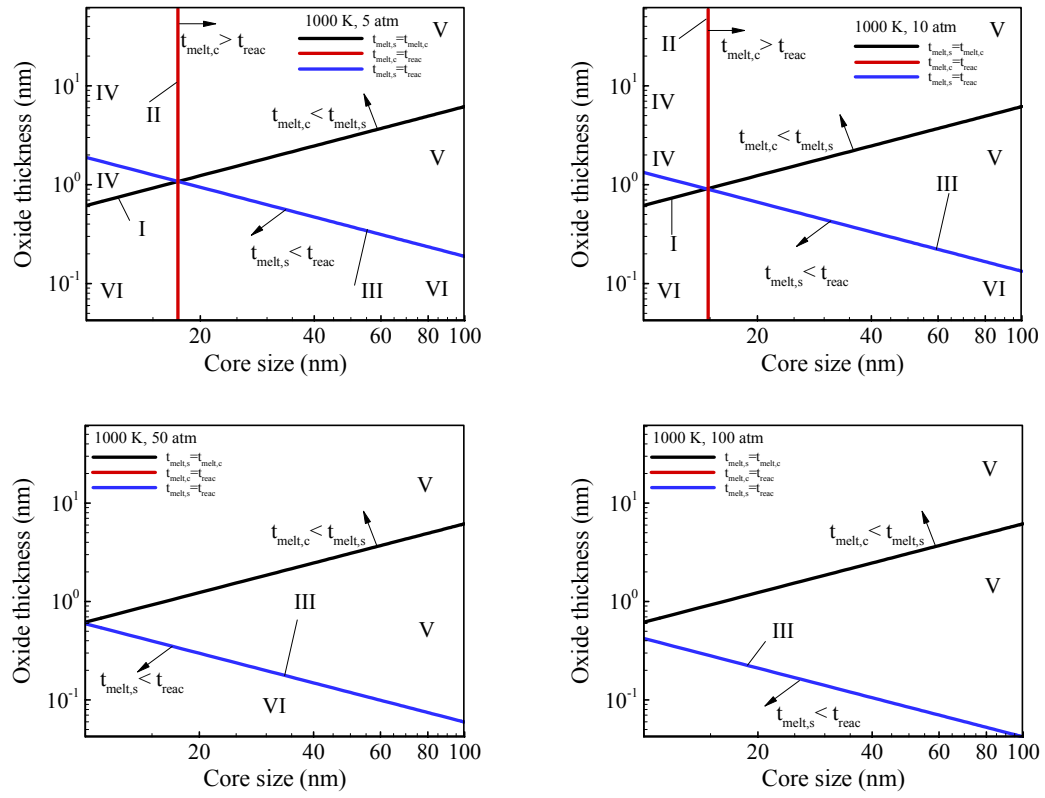 1000 K, 5 atm
t_melt,s=t_melt,c
t_melt,c=t_reac
t_melt,s=t_reac
t_melt,c > t_reac
V
IV
II
t_melt,c < t_melt,s
V
IV
I
t_melt,s < t_reac
III
VI
VI
10^1
10^0
10^-1
20 40 60 80 100
Oxide thickness (nm)
Core size (nm)
1000 K, 10 atm
t_melt,s=t_melt,c
t_melt,c=t_reac
t_melt,s=t_reac
II
t_melt,c > t_reac
V
IV
t_melt,c < t_melt,s
IV
V
III
I
t_melt,s < t_reac
VI
VI
10^1
10^0
10^-1
20 40 60 80 100
Oxide thickness (nm)
Core size (nm)
1000 K, 50 atm
t_melt,s=t_melt,c
t_melt,c=t_reac
t_melt,s=t_reac
V
t_melt,c < t_melt,s
III
V
t_melt,s < t_reac
VI
10^1
10^0
10^-1
20 40 60 80 100
Oxide thickness (nm)
Core size (nm)
1000 K, 100 atm
t_melt,s=t_melt,c
t_melt,c=t_reac
t_melt,s=t_reac
V
t_melt,c < t_melt,s
V
III
t_melt,s < t_reac
10^1
10^0
10^-1
20 40 60 80 100
Oxide thickness (nm)
Core size (nm)